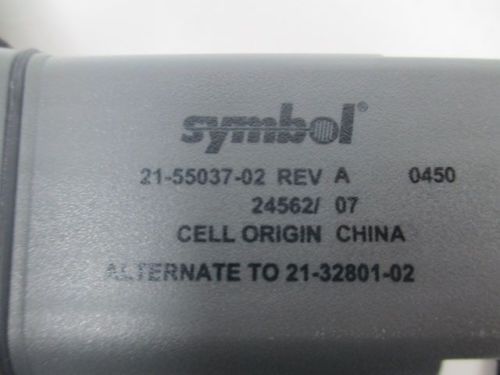 symbol®
21-55037-02 REV A 0450
24562/ 07
CELL ORIGIN CHINA
ALTERNATE TO 21-32801-02